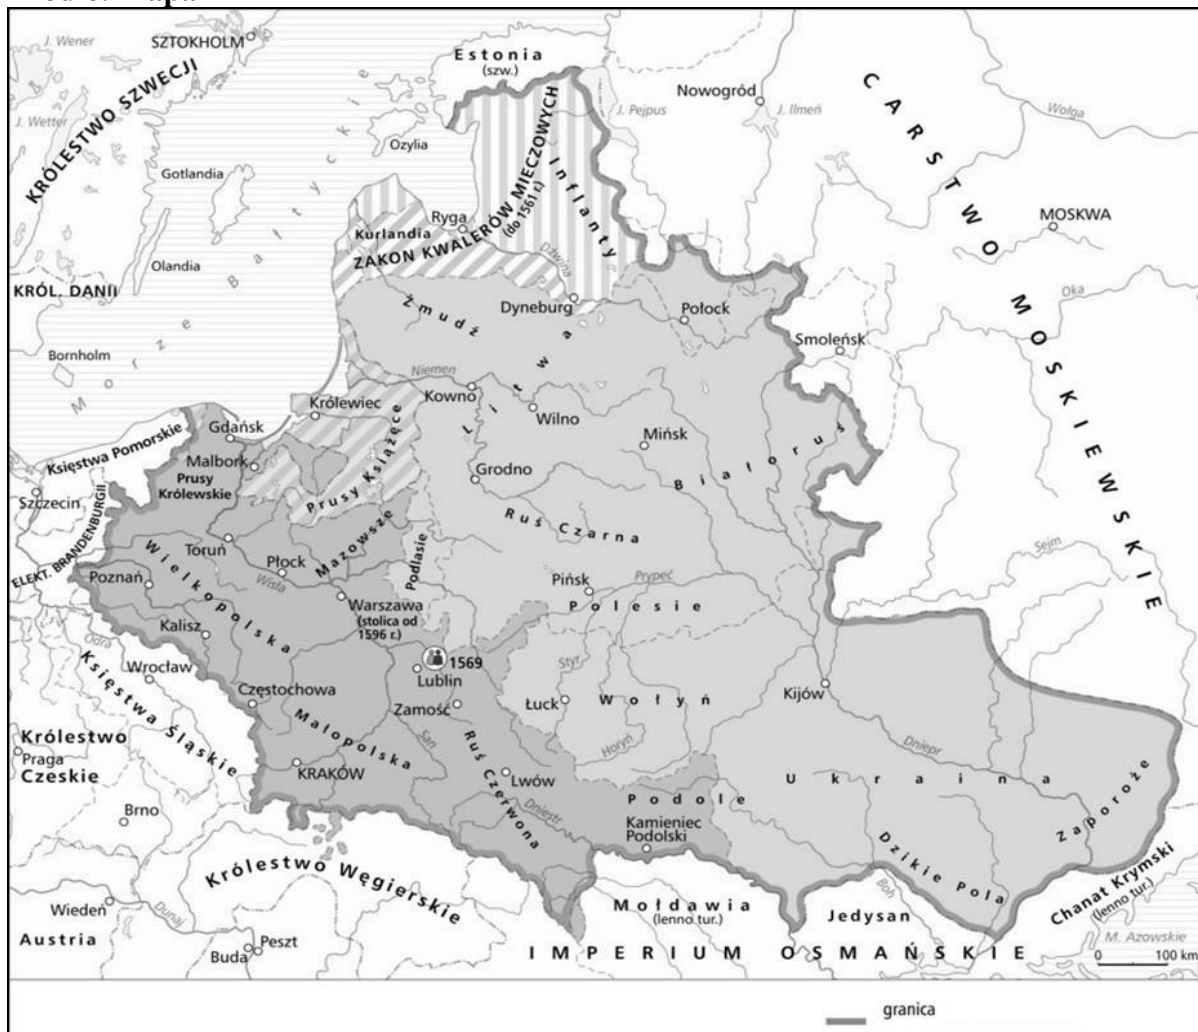 J. Wener
SZTOKHOLM
KRÓLESTWO SZWECJI
J. Wetter
Estonia
(szw.)
Nowogród
J. Pejpus
J. Ilmeń
Wołga
CARSTWO MOSKIEWSKIE
Ozylia
Gotlandia
ZAKON KWALERÓW MIECZOWYCH
(do 1561 r.)
Inflanty
Ryga
Kurlandia
Dźwina
MOSKWA
Olandia
KRÓL. DANII
Morze Bałtyckie
Oka
Żmudź
Dyneburg
Połock
Smoleńsk
Bornholm
Niemen
Kowno
Litwa
Wilno
Królewiec
Gdańsk
Mińsk
Białoruś
Księstwa Pomorskie
Malbork
Prusy
Królewskie
Prusy Książęce
Grodno
Szczecin
Ruś Czarna
ELEKT. BRANDENBURGII
Toruń
Mazowsze
Płock
Sejm
Poznań
Wielkopolska
Wisła
Podlasie
Pińsk
Prypeć
Polesie
Warszawa
(stolica od
1596 r.)
Kalisz
Odra
Wrocław
Księstwa Śląskie
1569
Lublin
Styr
Częstochowa
Zamość
Łuck
Wołyń
Kijów
Królestwo
Praga
Czeskie
Małopolska
San
Horyń
Dniepr
KRAKÓW
Ruś Czerwona
Lwów
Ukraina
Zaporoże
Podole
Dniestr
Kamieniec
Podolski
Brno
Dzikie Pola
Królestwo Węgierskie
Boh
Chanat Krymski
(lenno tur.)
Wiedeń
Dunaj
Mołdawia
(lenno tur.)
Jedysan
Austria
Peszt
Buda
IMPERIUM OSMAŃSKIE
M. Azowskie
0 100 km
granica